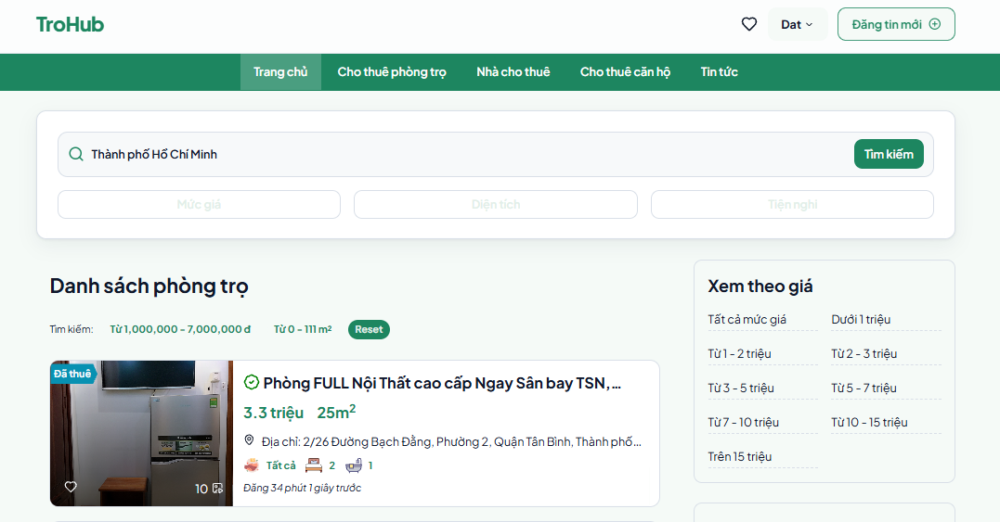 TroHub
Dat
Đăng tin mới
Trang chủ
Cho thuê phòng trọ
Nhà cho thuê
Cho thuê căn hộ
Tin tức
Thành phố Hồ Chí Minh
Tìm kiếm
Mức giá
Diện tích
Tiện nghi
Danh sách phòng trọ
Tìm kiếm:
Từ 1,000,000 - 7,000,000 đ
Từ 0 - 111 m²
Reset
Đã thuê
10
Phòng FULL Nội Thất cao cấp Ngay Sân bay TSN,...
3.3 triệu 25m²
Địa chỉ: 2/26 Đường Bạch Đằng, Phường 2, Quận Tân Bình, Thành phố...
Tất cả 2 1
Đăng 34 phút 1 giây trước
Xem theo giá
Tất cả mức giá
Dưới 1 triệu
Từ 1 - 2 triệu
Từ 2 - 3 triệu
Từ 3 - 5 triệu
Từ 5 - 7 triệu
Từ 7 - 10 triệu
Từ 10 - 15 triệu
Trên 15 triệu